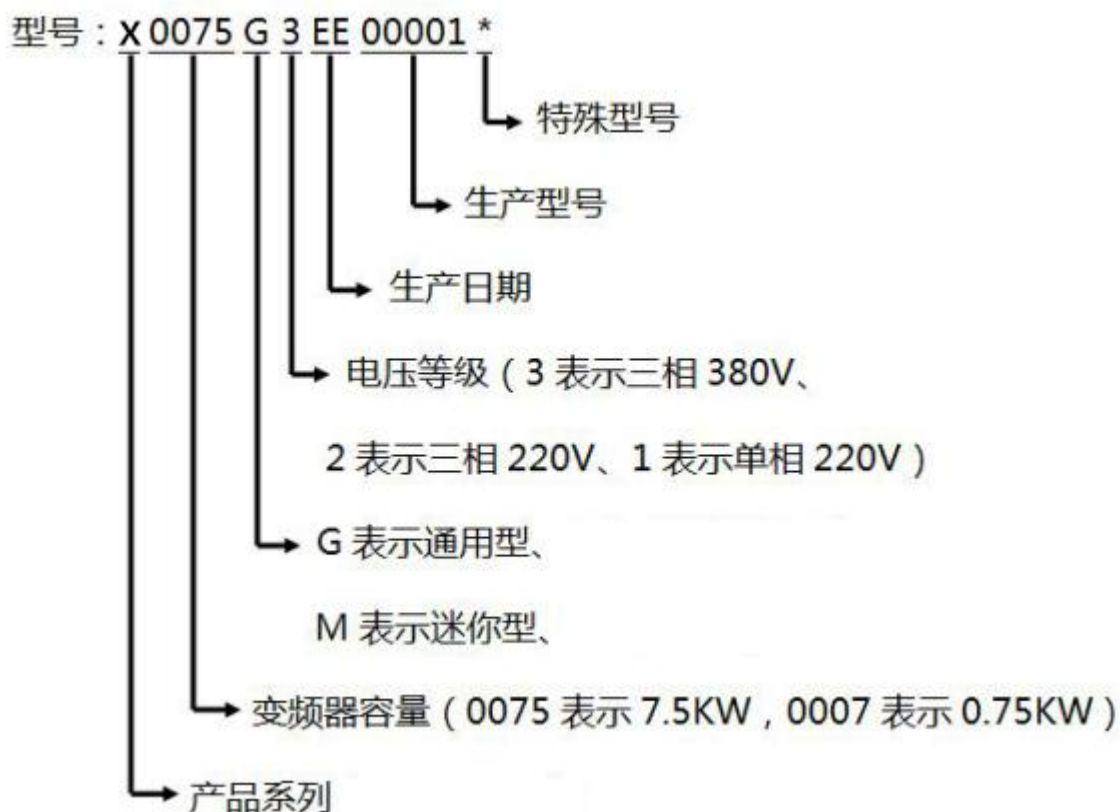 型号：X 0075 G 3 EE 00001 *
特殊型号
生产型号
生产日期
电压等级（3 表示三相 380V、
2 表示三相 220V、1 表示单相 220V）
G 表示通用型、
M 表示迷你型、
变频器容量（0075 表示 7.5KW，0007 表示 0.75KW）
产品系列